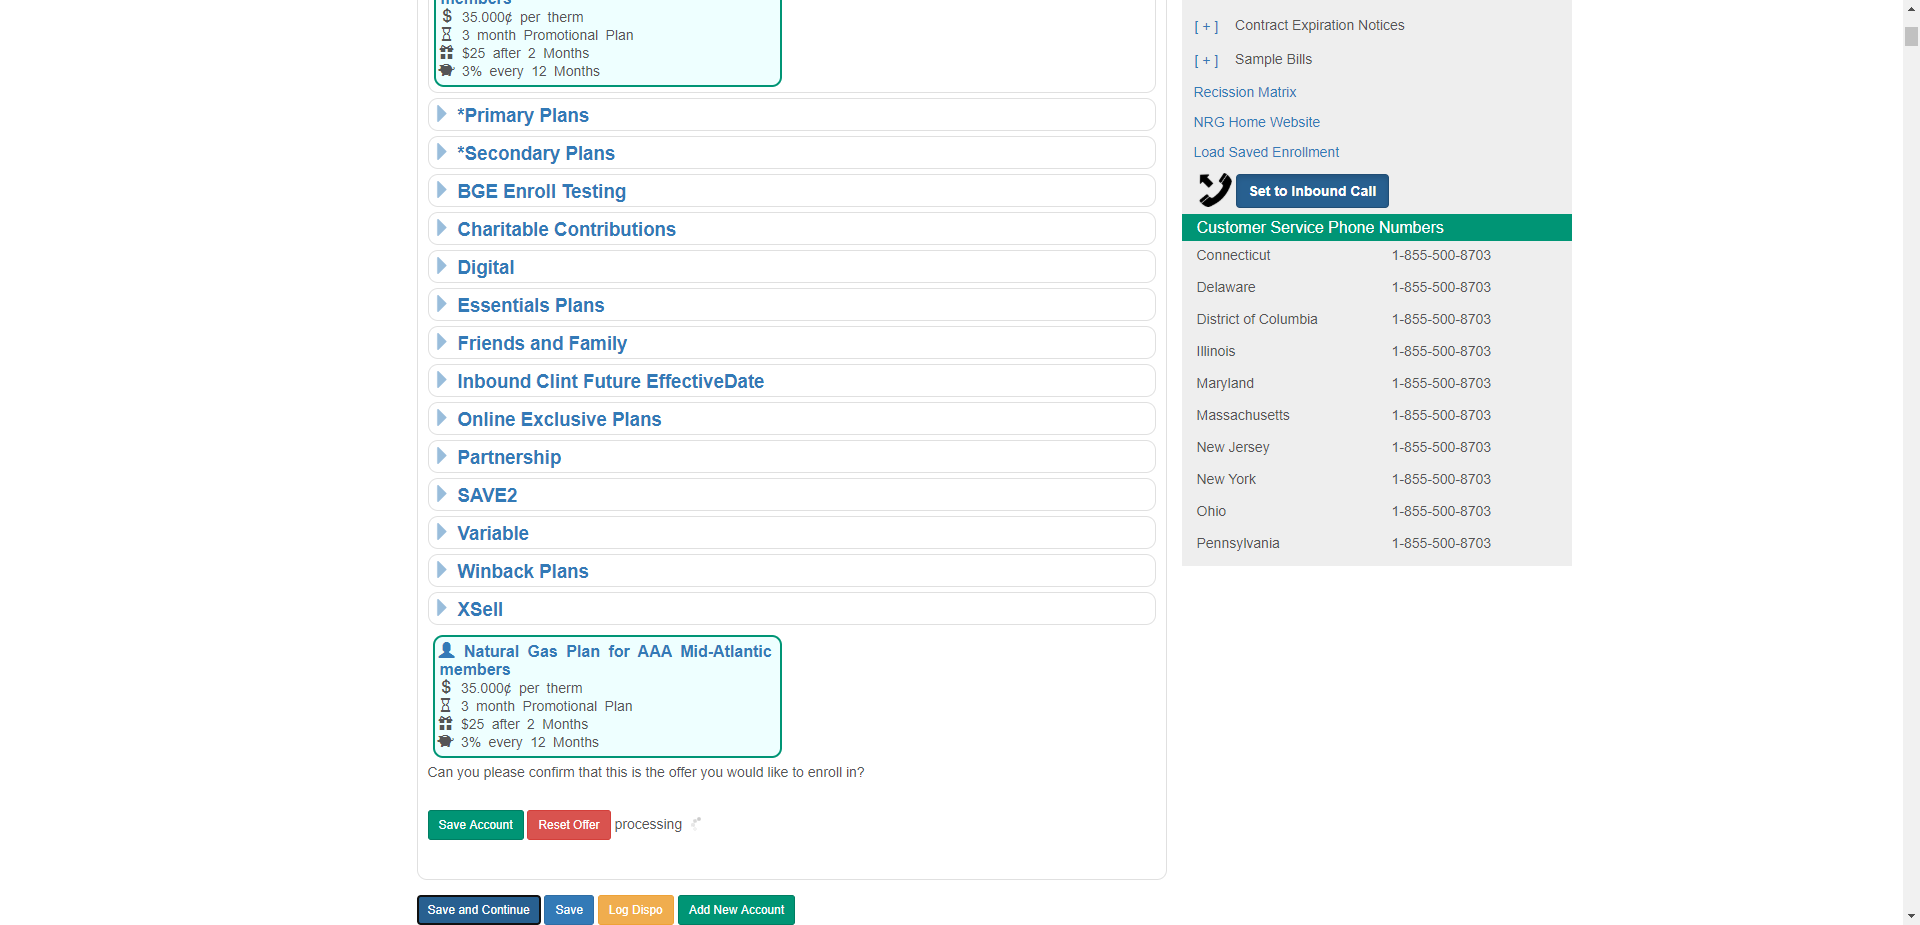 members
35.000¢ per therm
3 month Promotional Plan
$25 after 2 Months
3% every 12 Months
*Primary Plans
*Secondary Plans
BGE Enroll Testing
Charitable Contributions
Digital
Essentials Plans
Friends and Family
Inbound Clint Future EffectiveDate
Online Exclusive Plans
Partnership
SAVE2
Variable
Winback Plans
XSell
Natural Gas Plan for AAA Mid-Atlantic
members
35.000¢ per therm
3 month Promotional Plan
$25 after 2 Months
3% every 12 Months
Can you please confirm that this is the offer you would like to enroll in?
Save Account Reset Offer processing
Save and Continue Save Log Dispo Add New Account
[ + ] Contract Expiration Notices
[ + ] Sample Bills
Recission Matrix
NRG Home Website
Load Saved Enrollment
Set to Inbound Call
Customer Service Phone Numbers
Connecticut 1-855-500-8703
Delaware 1-855-500-8703
District of Columbia 1-855-500-8703
Illinois 1-855-500-8703
Maryland 1-855-500-8703
Massachusetts 1-855-500-8703
New Jersey 1-855-500-8703
New York 1-855-500-8703
Ohio 1-855-500-8703
Pennsylvania 1-855-500-8703